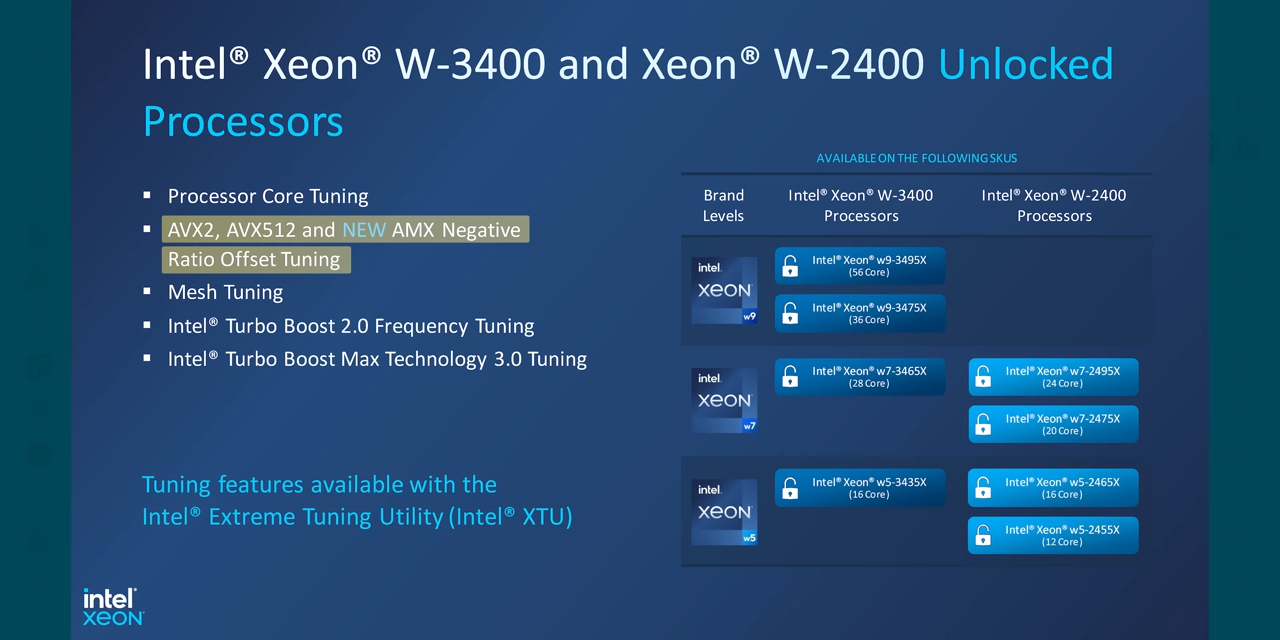 Intel® Xeon® W-3400 and Xeon® W-2400 Unlocked
Processors
▪ Processor Core Tuning
▪ AVX2, AVX512 and NEW AMX Negative
Ratio Offset Tuning
▪ Mesh Tuning
▪ Intel® Turbo Boost 2.0 Frequency Tuning
▪ Intel® Turbo Boost Max Technology 3.0 Tuning
Tuning features available with the
Intel® Extreme Tuning Utility (Intel® XTU)
AVAILABLE ON THE FOLLOWING SKUS
Brand
Levels
Intel® Xeon® W-3400
Processors
Intel® Xeon® W-2400
Processors
intel.
XEON
w9
Intel® Xeon® w9-3495X
(56 Core)
Intel® Xeon® w9-3475X
(36 Core)
intel.
XEON
w7
Intel® Xeon® w7-3465X
(28 Core)
Intel® Xeon® w7-2495X
(24 Core)
Intel® Xeon® w7-2475X
(20 Core)
intel.
XEON
w5
Intel® Xeon® w5-3435X
(16 Core)
Intel® Xeon® w5-2465X
(16 Core)
Intel® Xeon® w5-2455X
(12 Core)
intel®
XEON